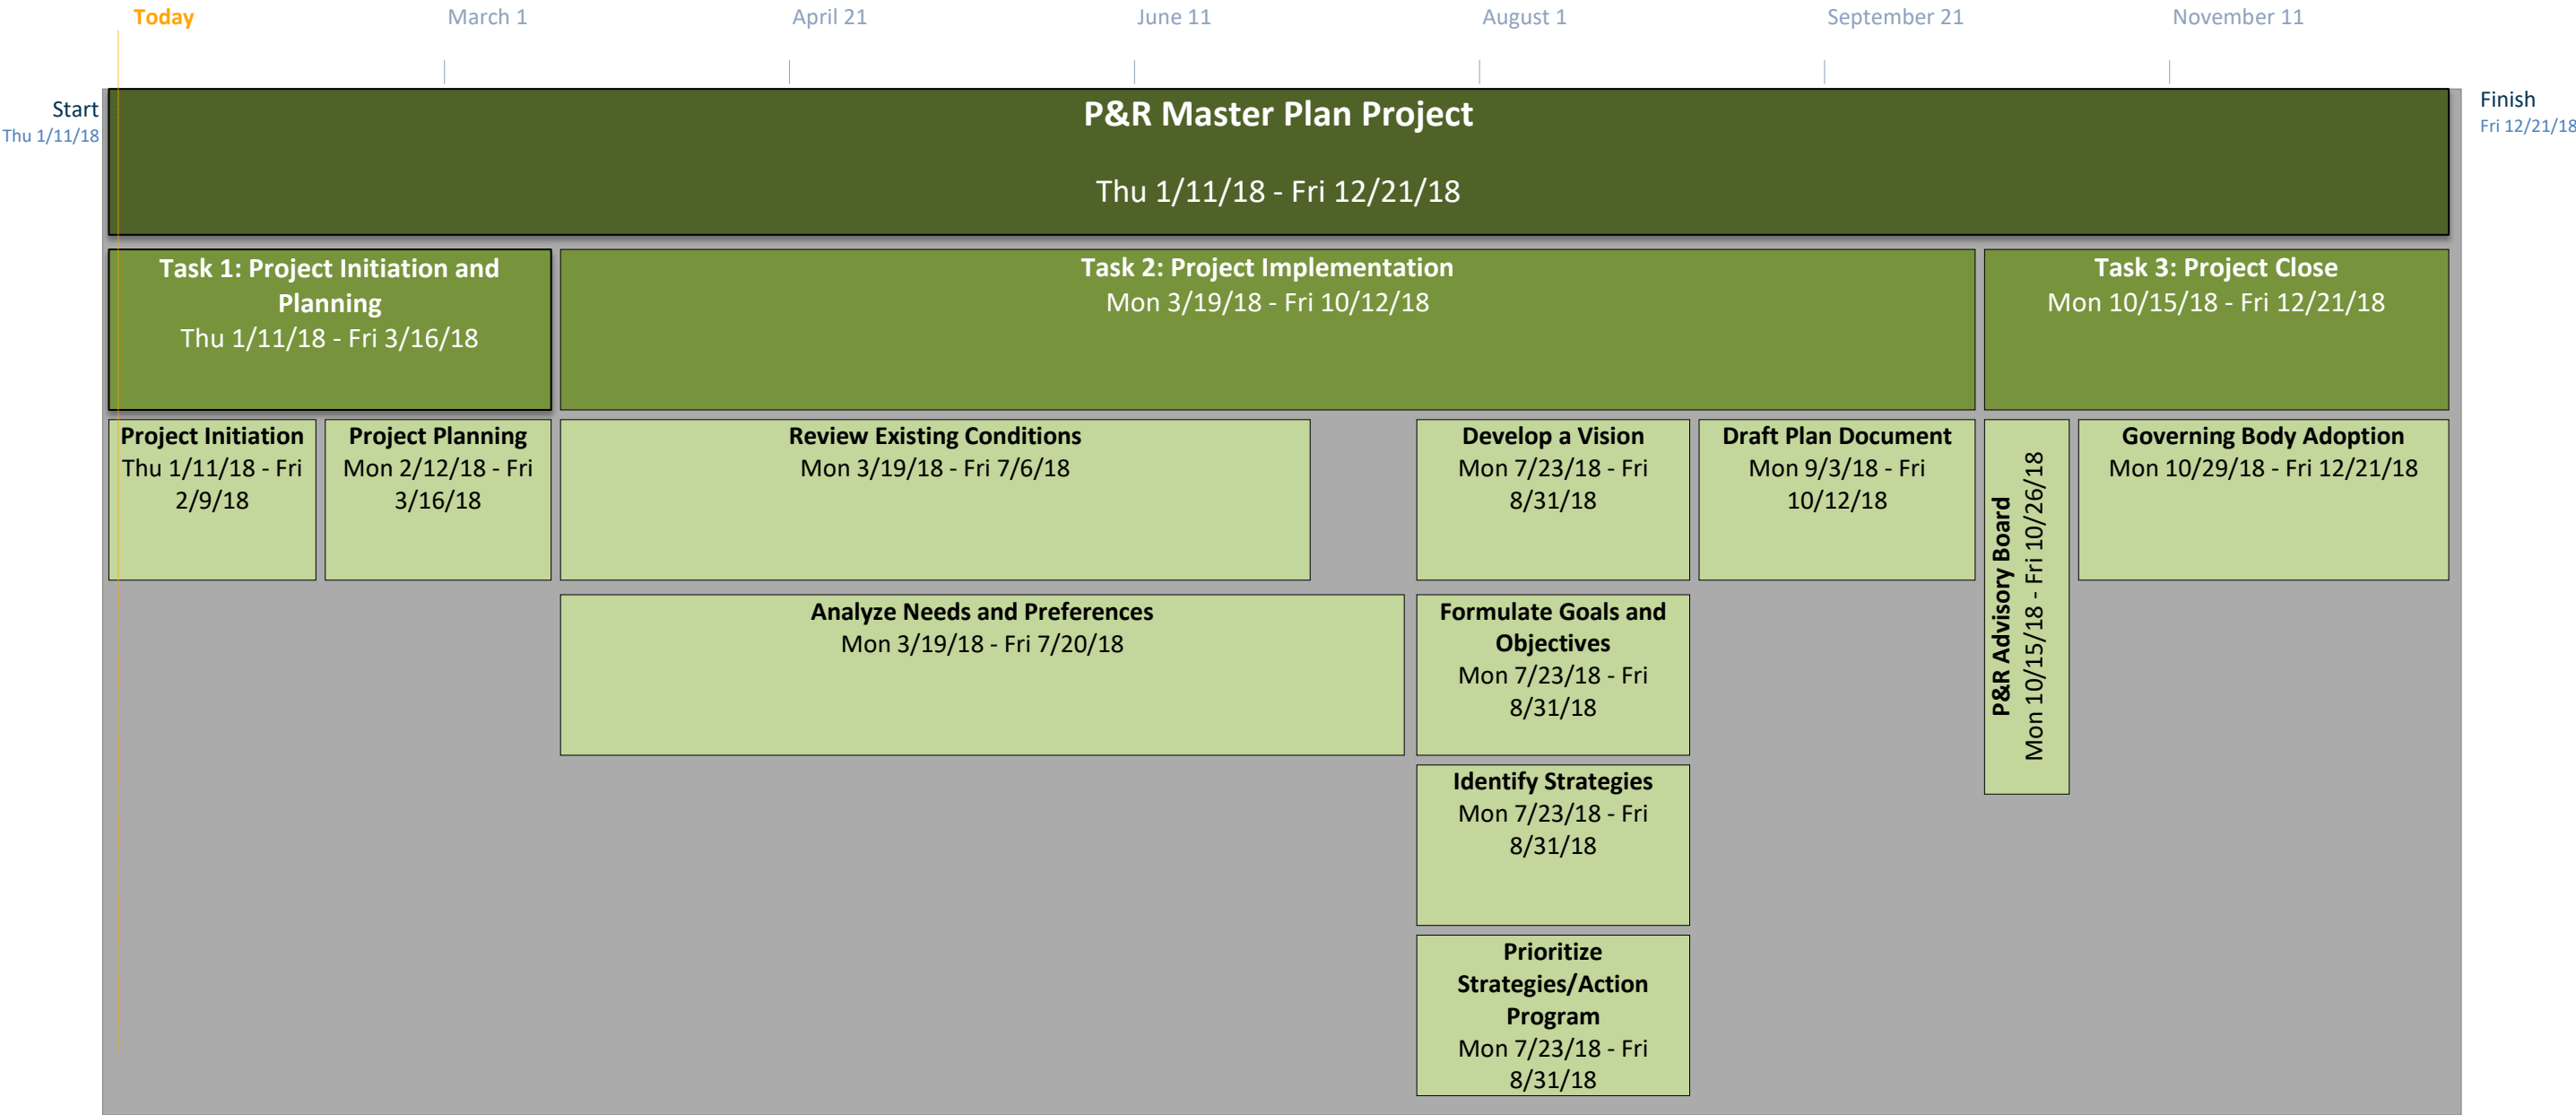 Today
March 1
April 21
June 11
August 1
September 21
November 11
Start
Thu 1/11/18
Finish
Fri 12/21/18
P&R Master Plan Project
Thu 1/11/18 - Fri 12/21/18
Task 1: Project Initiation and
Planning
Thu 1/11/18 - Fri 3/16/18
Task 2: Project Implementation
Mon 3/19/18 - Fri 10/12/18
Task 3: Project Close
Mon 10/15/18 - Fri 12/21/18
Project Initiation
Thu 1/11/18 - Fri
2/9/18
Project Planning
Mon 2/12/18 - Fri
3/16/18
Review Existing Conditions
Mon 3/19/18 - Fri 7/6/18
Develop a Vision
Mon 7/23/18 - Fri
8/31/18
Draft Plan Document
Mon 9/3/18 - Fri
10/12/18
P&R Advisory Board
Mon 10/15/18 - Fri 10/26/18
Governing Body Adoption
Mon 10/29/18 - Fri 12/21/18
Analyze Needs and Preferences
Mon 3/19/18 - Fri 7/20/18
Formulate Goals and
Objectives
Mon 7/23/18 - Fri
8/31/18
Identify Strategies
Mon 7/23/18 - Fri
8/31/18
Prioritize
Strategies/Action
Program
Mon 7/23/18 - Fri
8/31/18